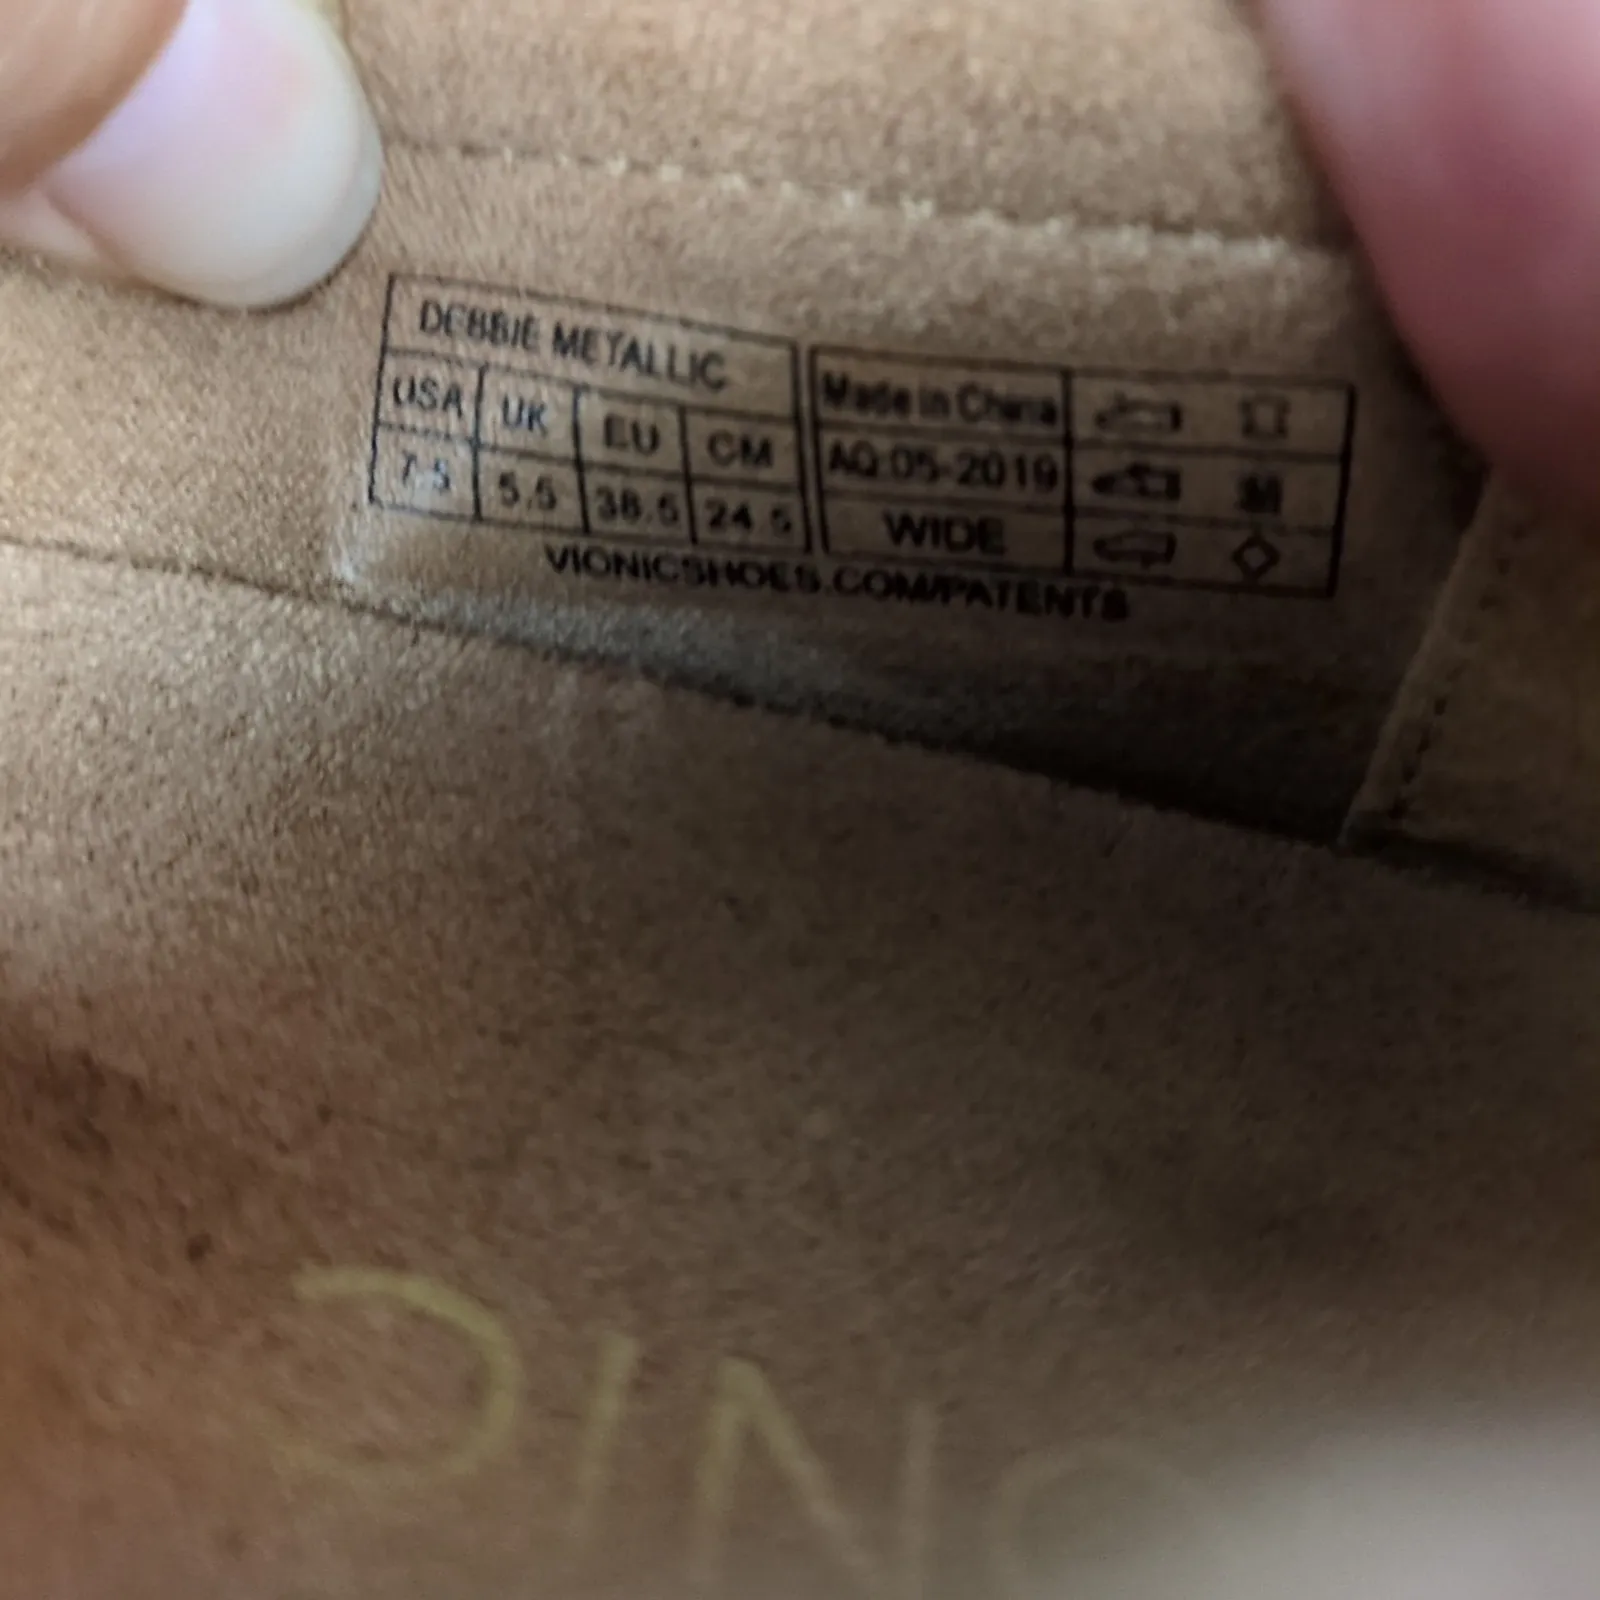 DEBBIE METALLIC
USA UK EU CM
7.5 5.5 38.5 24.5
Made in China
AQ:05-2019
WIDE
VIONICSHOES.COM/PATENTS
ONIC